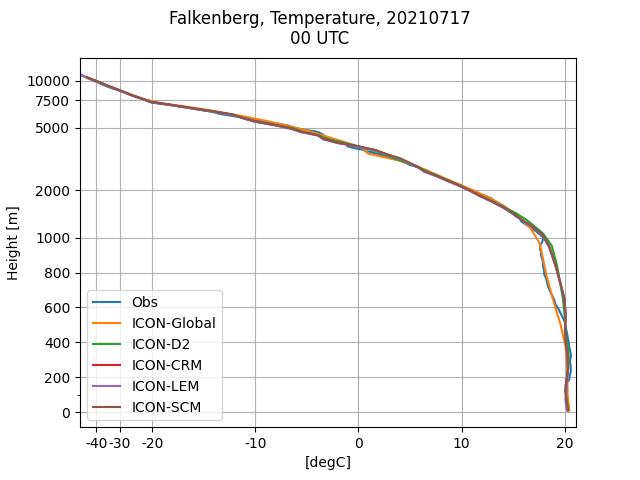 Falkenberg, Temperature, 20210717
00 UTC
10000
7500
5000
2000
1000
800
600
400
200
0
Height [m]
Obs
ICON-Global
ICON-D2
ICON-CRM
ICON-LEM
ICON-SCM
-40 -30 -20 -10 0 10 20
[degC]